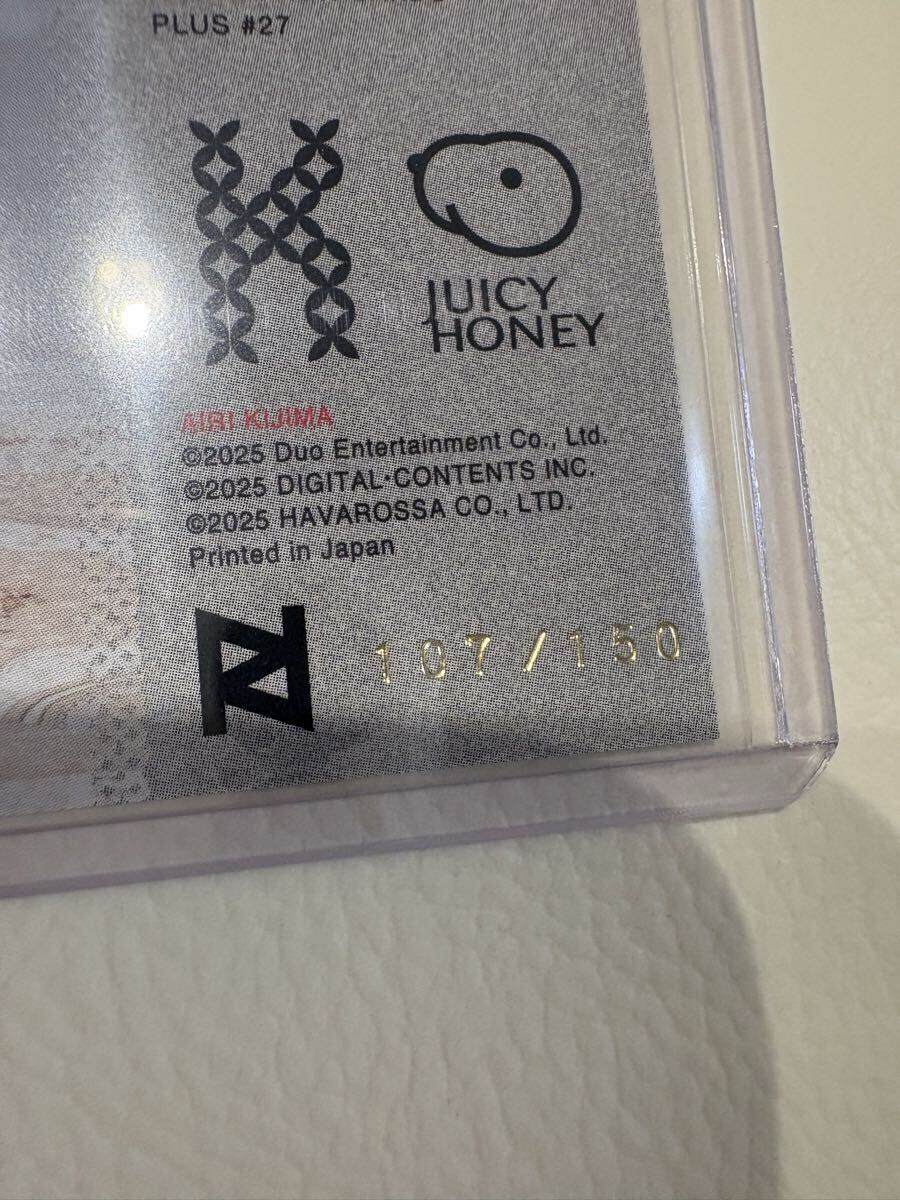 PLUS #27
JUICY
HONEY
AIRI KIJIMA
©2025 Duo Entertainment Co., Ltd.
©2025 DIGITAL・CONTENTS INC.
©2025 HAVAROSSA CO., LTD.
Printed in Japan
107/150